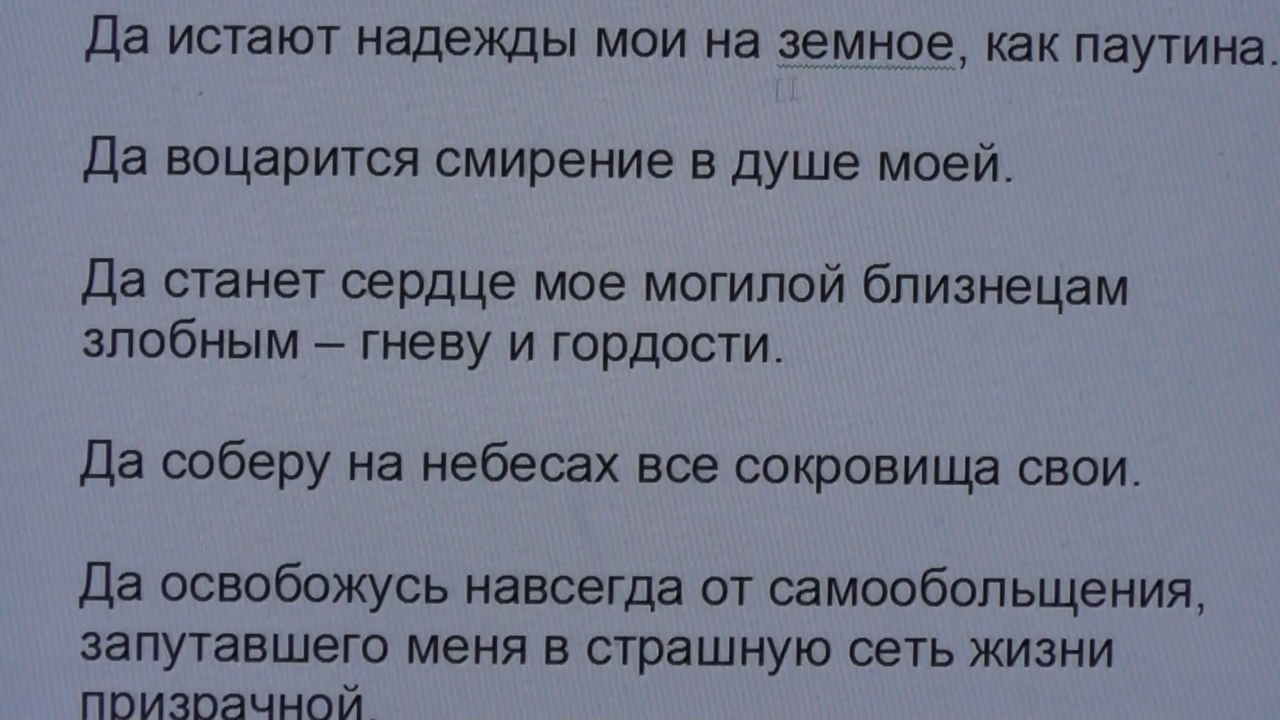 Да истают надежды мои на земное, как паутина.
Да воцарится смирение в душе моей.
Да станет сердце мое могилой близнецам
злобным – гневу и гордости.
Да соберу на небесах все сокровища свои.
Да освобожусь навсегда от самообольщения,
запутавшего меня в страшную сеть жизни
призрачной.